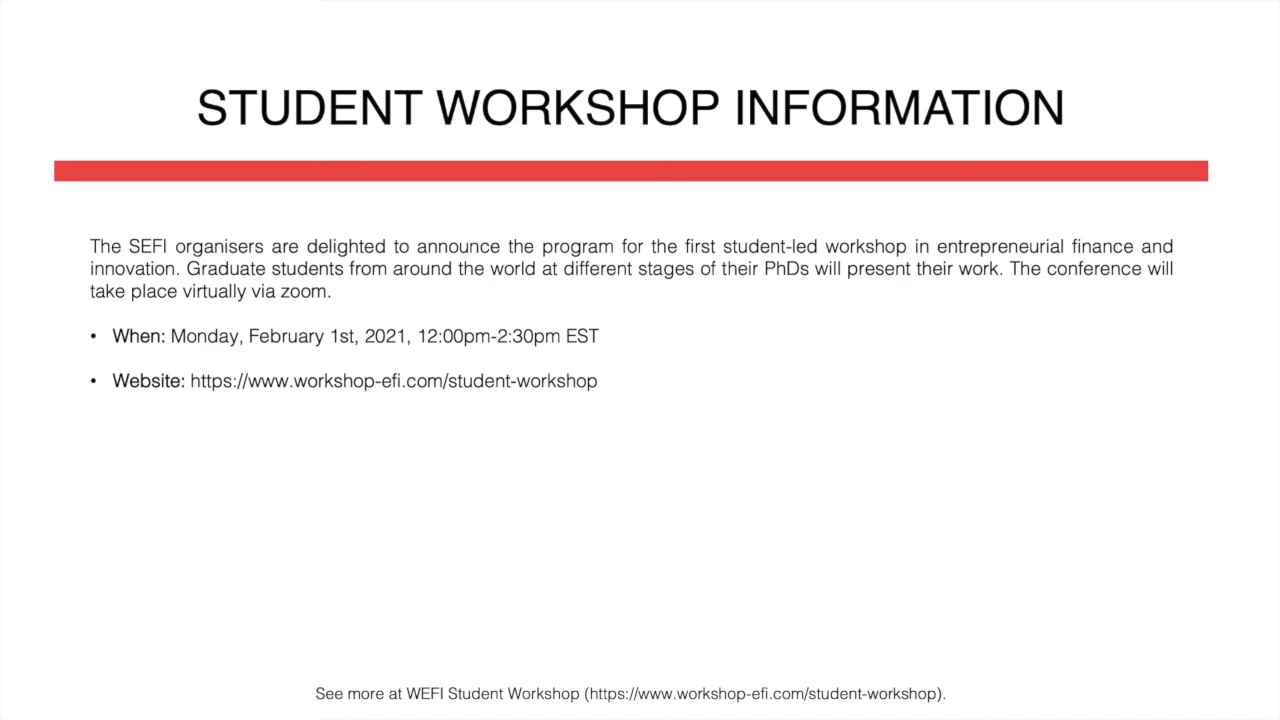 STUDENT WORKSHOP INFORMATION
The SEFI organisers are delighted to announce the program for the first student-led workshop in entrepreneurial finance and
innovation. Graduate students from around the world at different stages of their PhDs will present their work. The conference will
take place virtually via zoom.
• When: Monday, February 1st, 2021, 12:00pm-2:30pm EST
• Website: https://www.workshop-efi.com/student-workshop
See more at WEFI Student Workshop (https://www.workshop-efi.com/student-workshop).